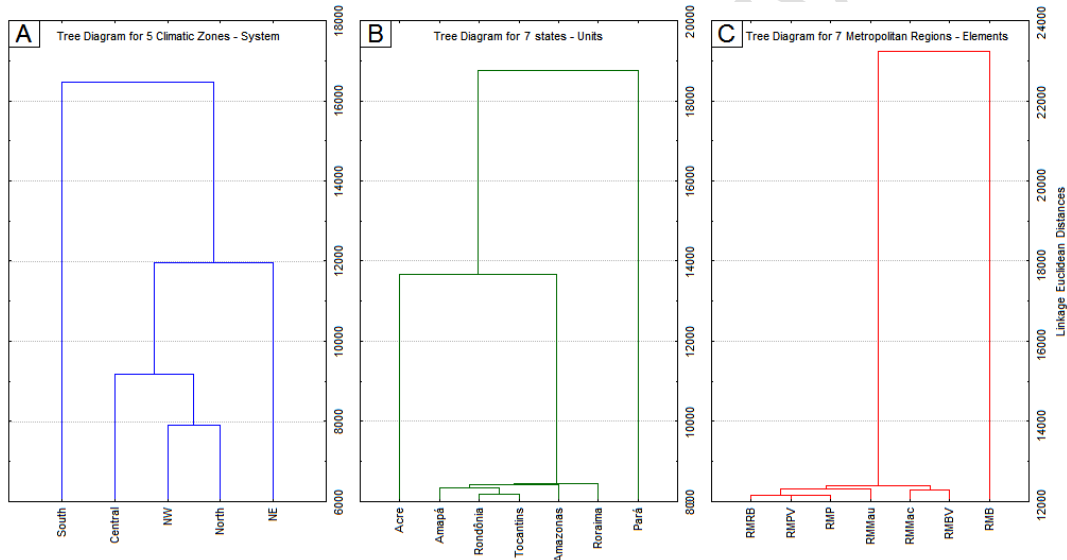 A
Tree Diagram for 5 Climatic Zones - System
18000
16000
14000
12000
10000
8000
6000
South
Central
NW
North
NE
B
Tree Diagram for 7 states - Units
20000
18000
16000
14000
12000
10000
8000
Acre
Amapá
Rondônia
Tocantins
Amazonas
Roraima
Pará
C
Tree Diagram for 7 Metropolitan Regions - Elements
24000
22000
20000
18000
16000
14000
12000
RMRB
RMPV
RMP
RMMau
RMMac
RMBV
RMB
Linkage Euclidean Distances